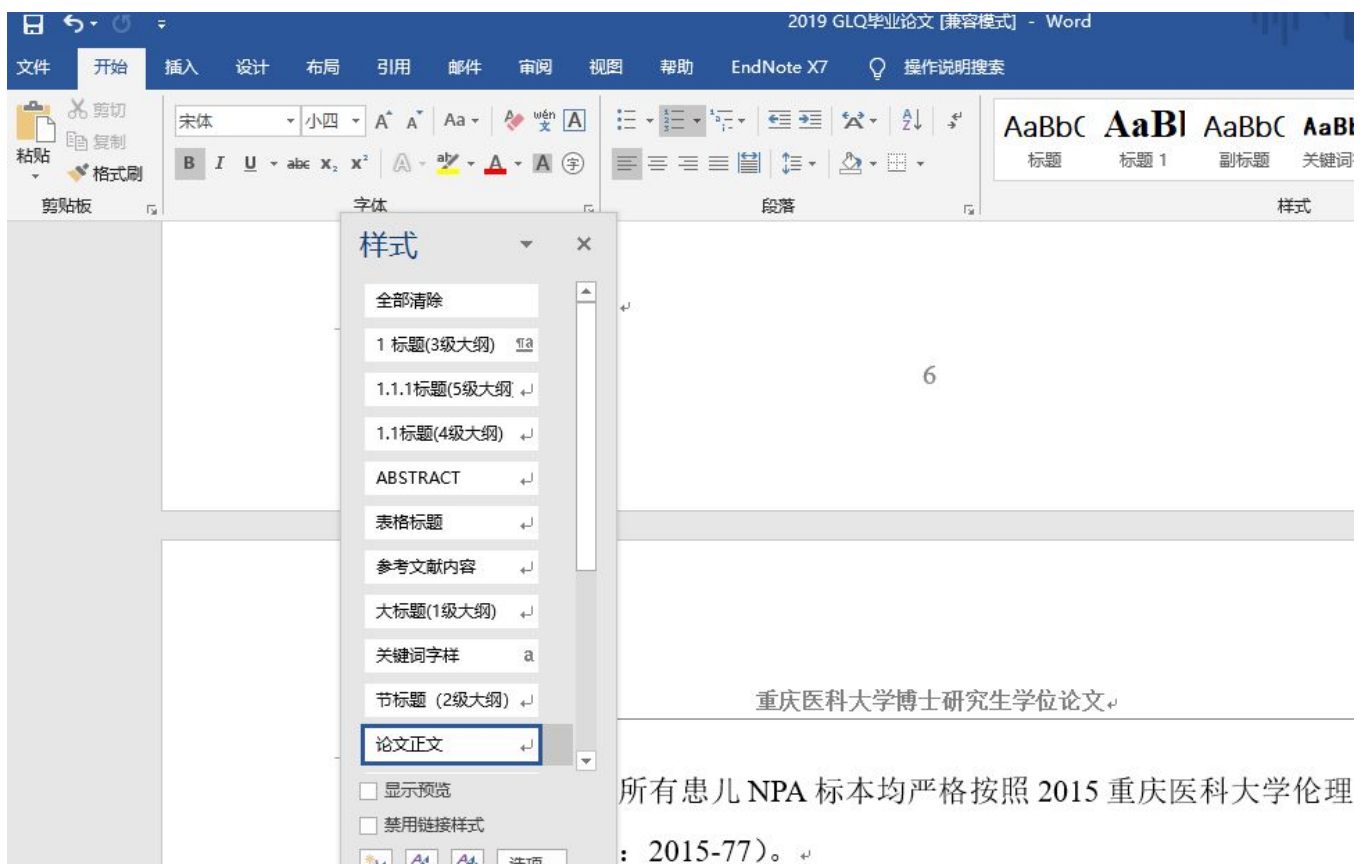 2019 GLQ毕业论文 [兼容模式] - Word
文件 开始 插入 设计 布局 引用 邮件 审阅 视图 帮助 EndNote X7 操作说明搜索
粘贴
剪切
复制
格式刷
剪贴板
宋体 小四 A A Aa wén 文 A
B I U abc x₂ x² A aby A A 字
字体
段落
AaBbC AaBl AaBbC AaBb
标题 标题 1 副标题 关键词
样式
样式
全部清除
1 标题(3级大纲)
1.1.1标题(5级大纲
1.1标题(4级大纲)
ABSTRACT
表格标题
参考文献内容
大标题(1级大纲)
关键词字样 a
节标题（2级大纲）
论文正文
显示预览
禁用链接样式
选项
6
重庆医科大学博士研究生学位论文
所有患儿 NPA 标本均严格按照 2015 重庆医科大学伦理
：2015-77）。